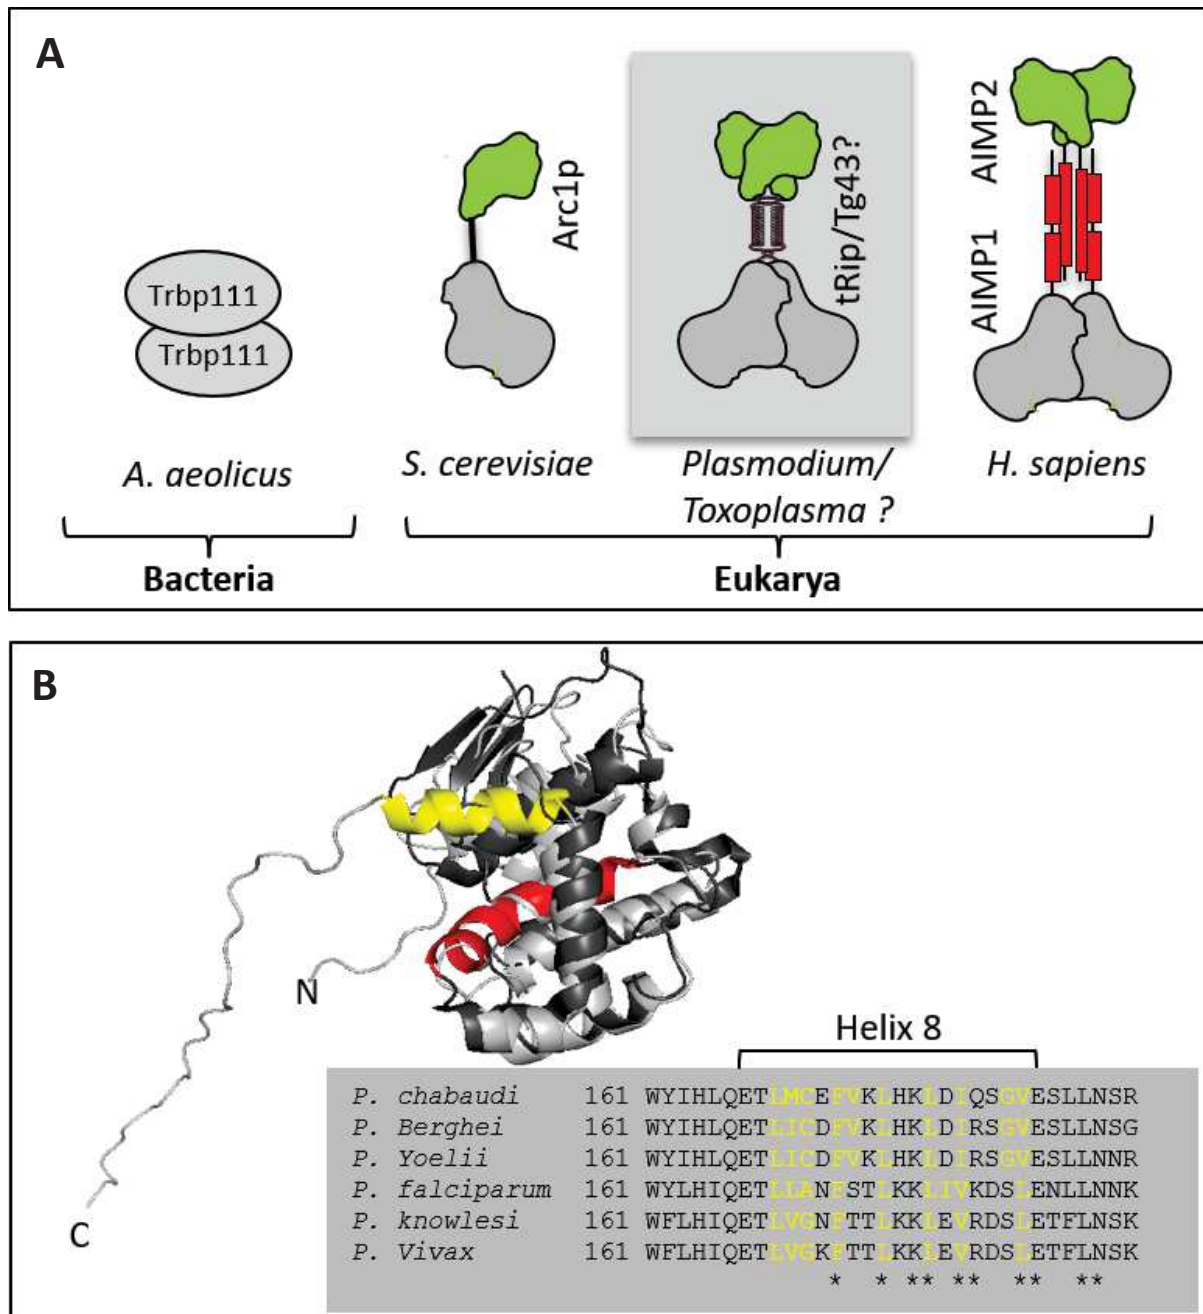 A
AIMP2
AIMP1
Arc1p
tRip/Tg43?
Trbp111
Trbp111
A. aeolicus
S. cerevisiae
Plasmodium/
Toxoplasma ?
H. sapiens
Bacteria
Eukarya
B
N
C
Helix 8
P. chabaudi 161 WYIHLQETLMCEFVKLHKLDIQSGVESLLNSR
P. Berghei 161 WYIHLQETLICDFVKLHKLDIRSGVESLLNSG
P. Yoelii 161 WYIHLQETLICDFVKLHKLDIRSGVESLLNNR
P. falciparum 161 WYLHIQETLLANFSTLKKLIVKDSLENLLNNK
P. knowlesi 161 WFLHIQETLVGNFTTLKKLEVRDSLETFLNSK
P. Vivax 161 WFLHIQETLVGKFTTLKKLEVRDSLETFLNSK
* * ** ** ** **